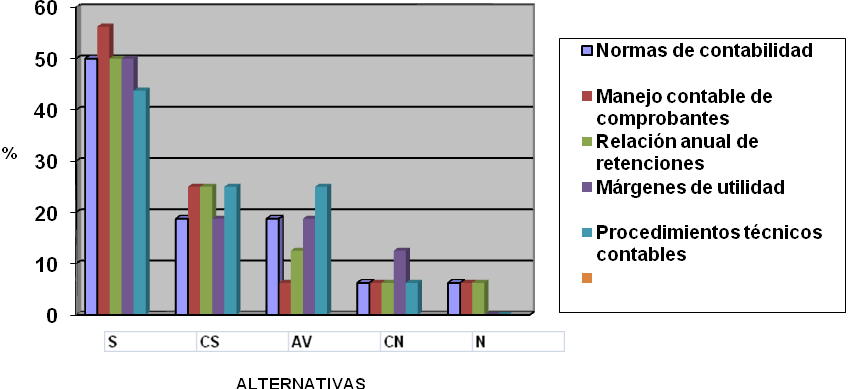 60
50
40
%
30
20
10
0
S CS AV CN N
ALTERNATIVAS
Normas de contabilidad
Manejo contable de
comprobantes
Relación anual de
retenciones
Márgenes de utilidad
Procedimientos técnicos
contables